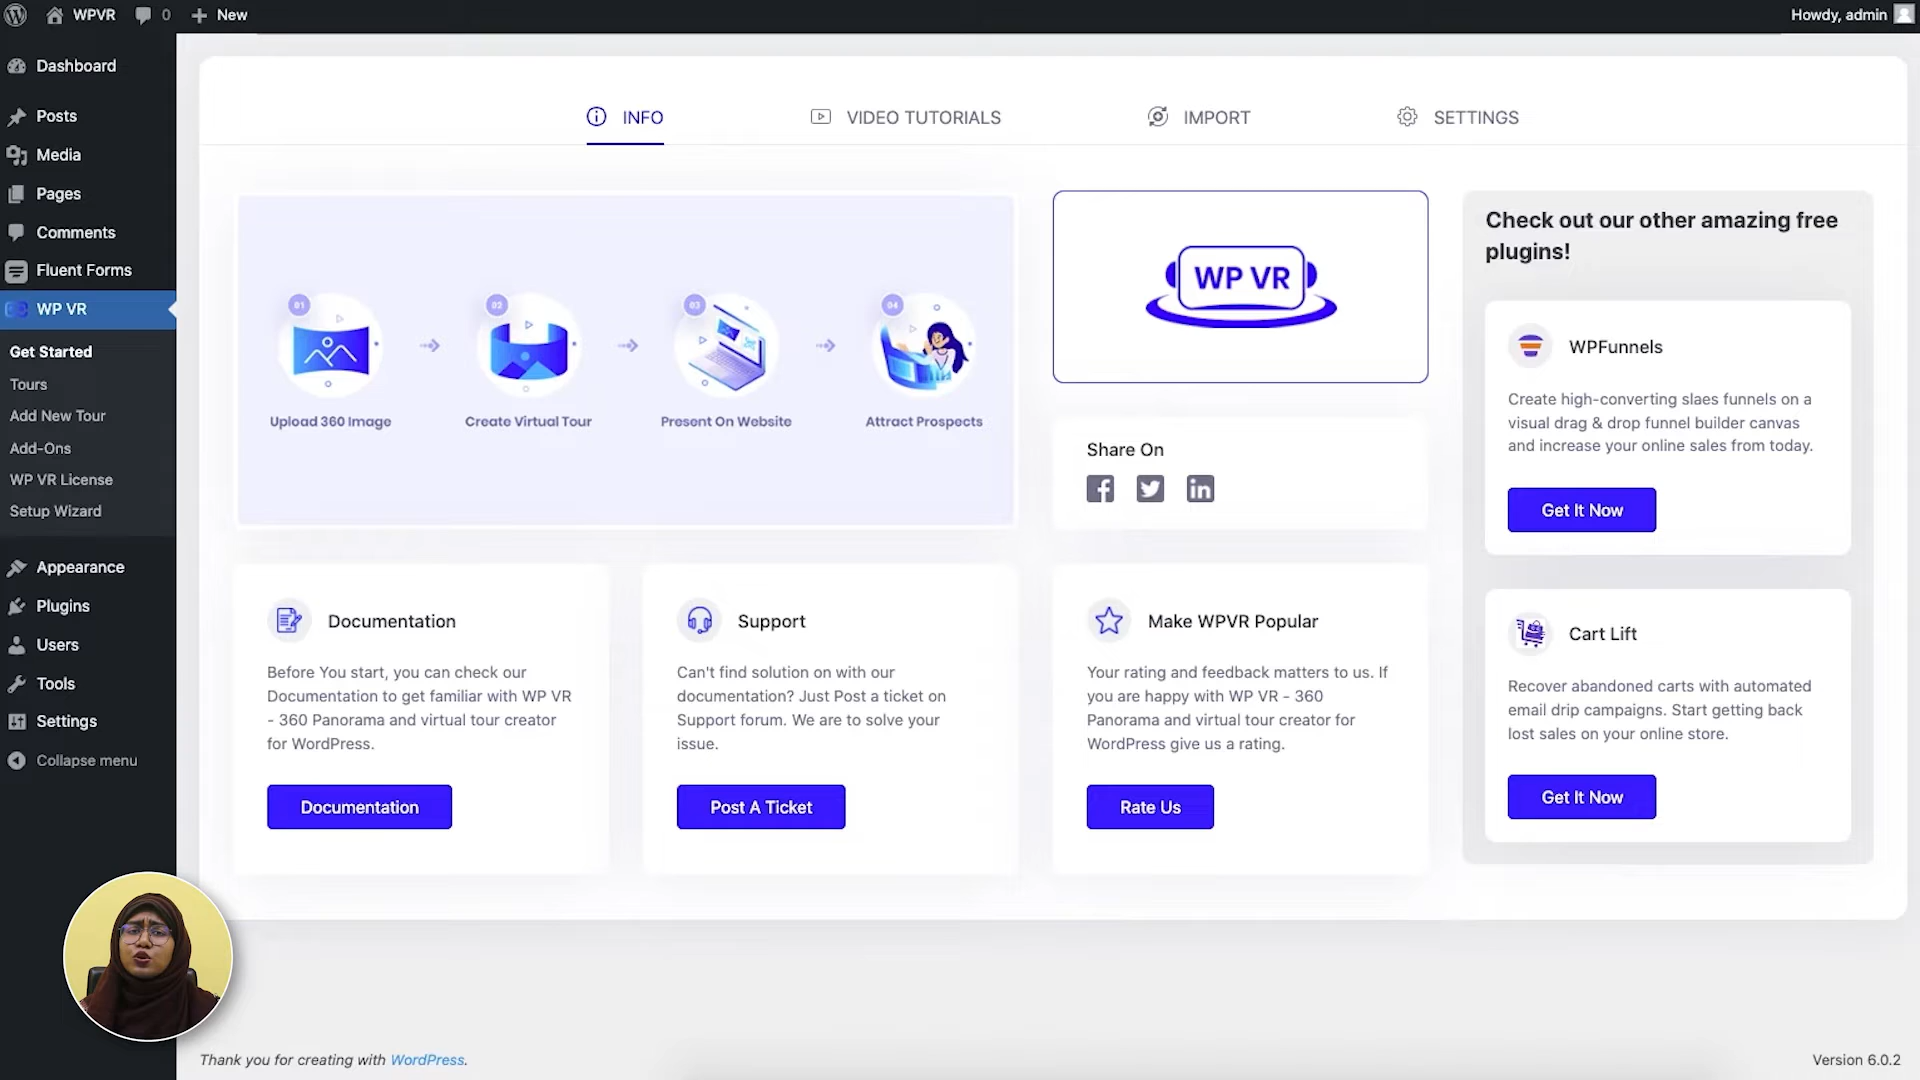 WPVR
0
New
Howdy, admin
Dashboard
Posts
Media
Pages
Comments
Fluent Forms
WP VR
Get Started
Tours
Add New Tour
Add-Ons
WP VR License
Setup Wizard
Appearance
Plugins
Users
Tools
Settings
Collapse menu
INFO
VIDEO TUTORIALS
IMPORT
SETTINGS
01
02
03
04
Upload 360 Image
Create Virtual Tour
Present On Website
Attract Prospects
WP VR
Share On
Documentation
Before You start, you can check our
Documentation to get familiar with WP VR
- 360 Panorama and virtual tour creator
for WordPress.
Documentation
Support
Can't find solution on with our
documentation? Just Post a ticket on
Support forum. We are to solve your
issue.
Post A Ticket
Make WPVR Popular
Your rating and feedback matters to us. If
you are happy with WP VR - 360
Panorama and virtual tour creator for
WordPress give us a rating.
Rate Us
Check out our other amazing free
plugins!
WPFunnels
Create high-converting slaes funnels on a
visual drag & drop funnel builder canvas
and increase your online sales from today.
Get It Now
Cart Lift
Recover abandoned carts with automated
email drip campaigns. Start getting back
lost sales on your online store.
Get It Now
Thank you for creating with WordPress.
Version 6.0.2